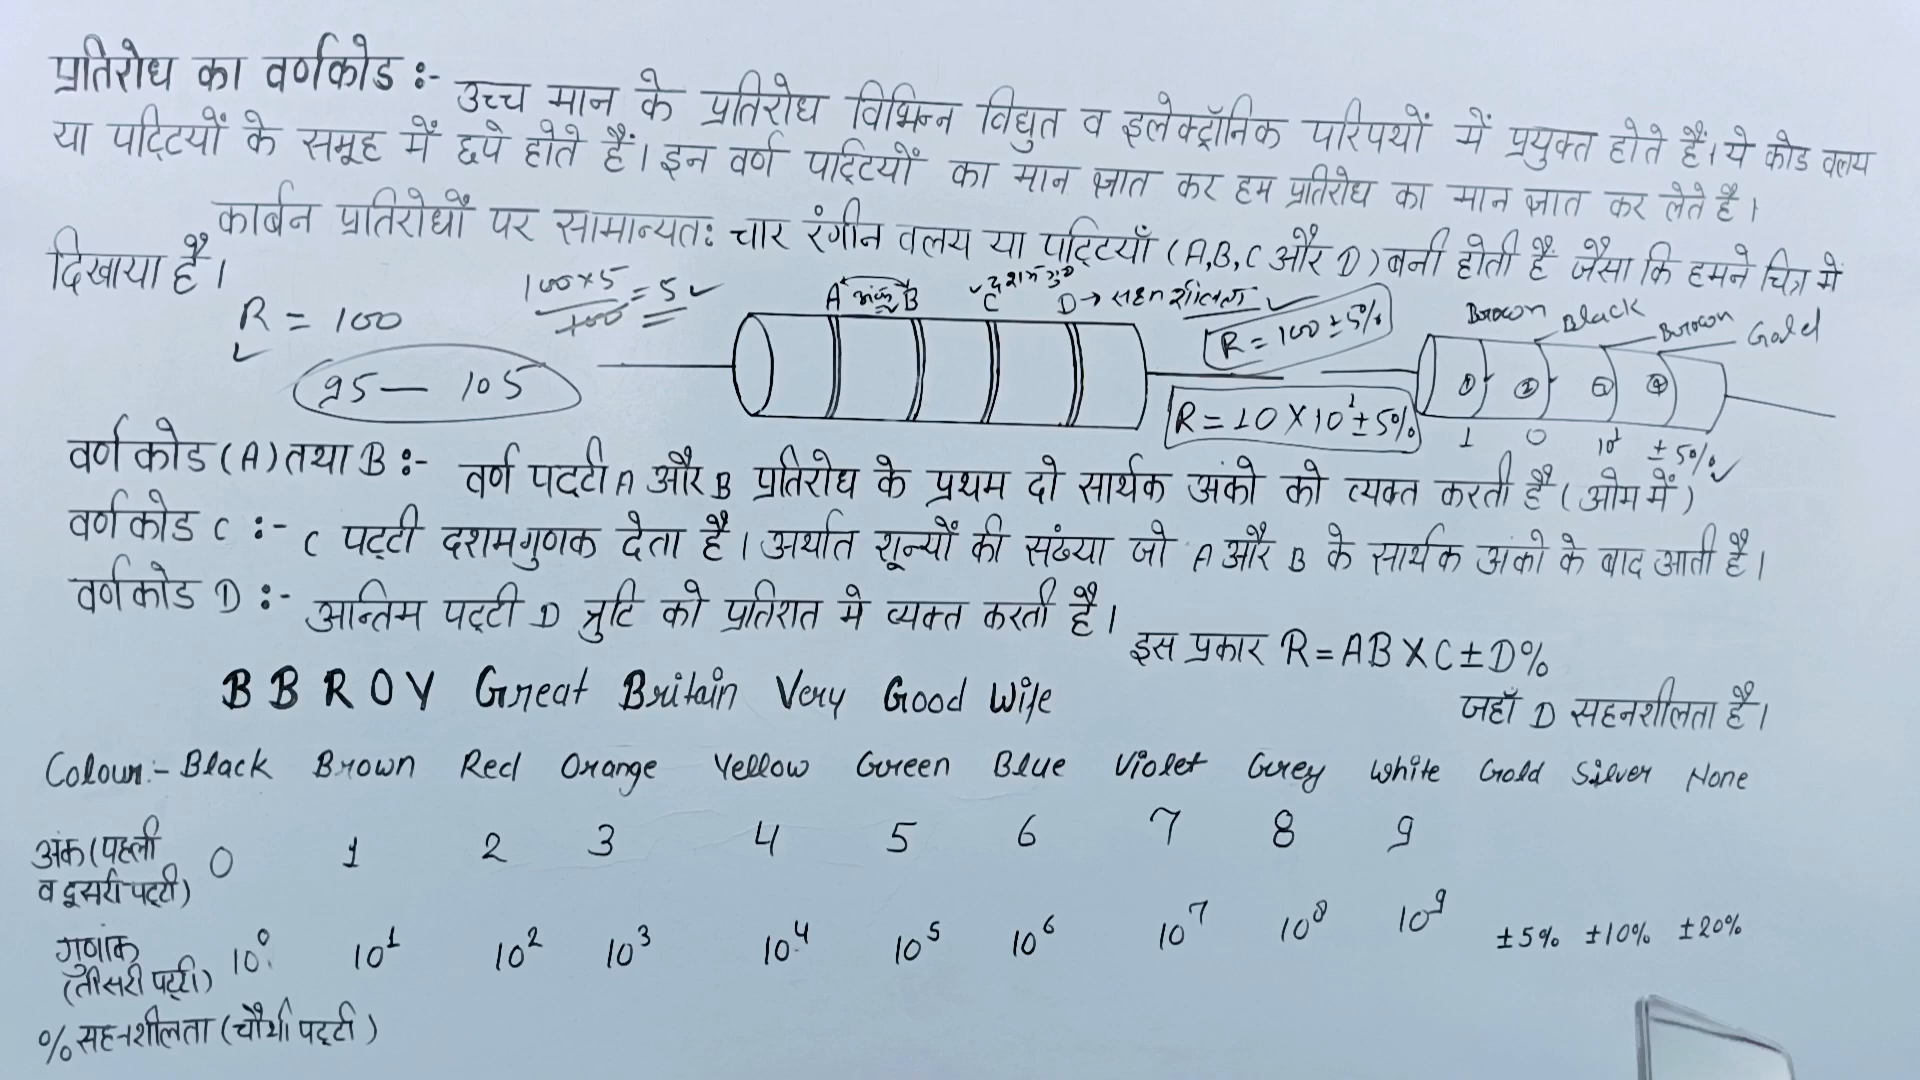 प्रतिरोध का वर्णकोड :- उच्च मान के प्रतिरोध विभिन्न विद्युत व इलेक्ट्रॉनिक परिपथों में प्रयुक्त होते हैं। ये कोड वलय
या पट्टियों के समूह में छपे होते हैं। इन वर्ण पट्टियों का मान ज्ञात कर हम प्रतिरोध का मान ज्ञात कर लेते है।
कार्बन प्रतिरोधों पर सामान्यतः चार रंगीन वलय या पट्टियाँ (A,B,C और D) बनी होती हैं जैसा कि हमने चित्र में
दिखाया है।
R = 100
100×5/100 = 5
95 — 105
A अंक B C D → सहनशीलता
R = 100 ± 5%
R = 10 X 10¹ ± 5%
Brown Black Brown Gold
1 0 10¹ ± 5%
वर्ण कोड (A) तथा B :- वर्ण पट्टी A और B प्रतिरोध के प्रथम दो सार्थक अंको को व्यक्त करती है (ओम में)
वर्ण कोड C :- C पट्टी दशमगुणक देता है। अर्थात शून्यों की संख्या जो A और B के सार्थक अंको के बाद आती है।
वर्ण कोड D :- अन्तिम पट्टी D त्रुटि को प्रतिशत मे व्यक्त करती है।
इस प्रकार R = AB X C ± D%
जहाँ D सहनशीलता है।
B B R O Y Great Britain Very Good Wife
Colour:- Black Brown Red Orange Yellow Green Blue Violet Grey White Gold Silver None
अंक (पहली व दूसरी पट्टी) 0 1 2 3 4 5 6 7 8 9
गुणांक (तीसरी पट्टी) 10⁰ 10¹ 10² 10³ 10⁴ 10⁵ 10⁶ 10⁷ 10⁸ 10⁹ ±5% ±10% ±20%
% सहनशीलता (चौथी पट्टी)